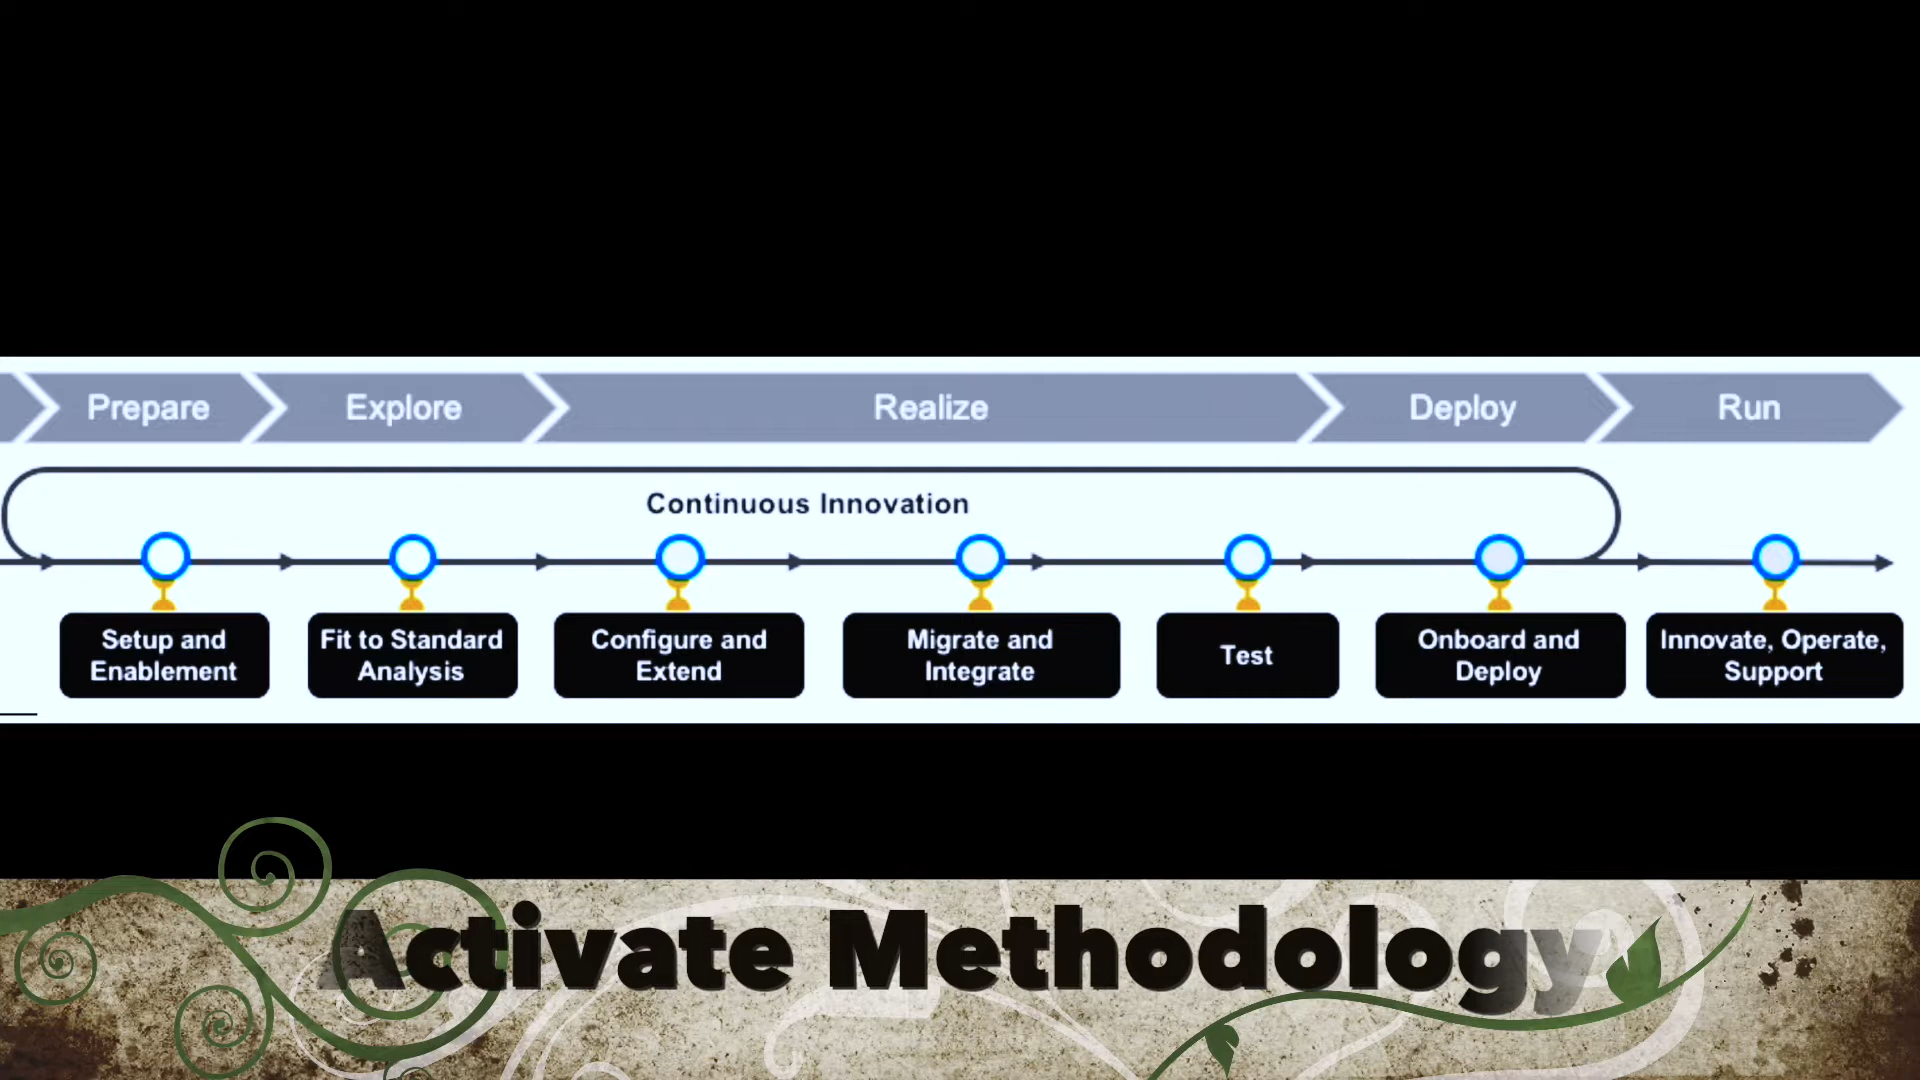 Prepare
Explore
Realize
Deploy
Run
Continuous Innovation
Setup and
Enablement
Fit to Standard
Analysis
Configure and
Extend
Migrate and
Integrate
Test
Onboard and
Deploy
Innovate, Operate,
Support
Activate Methodology